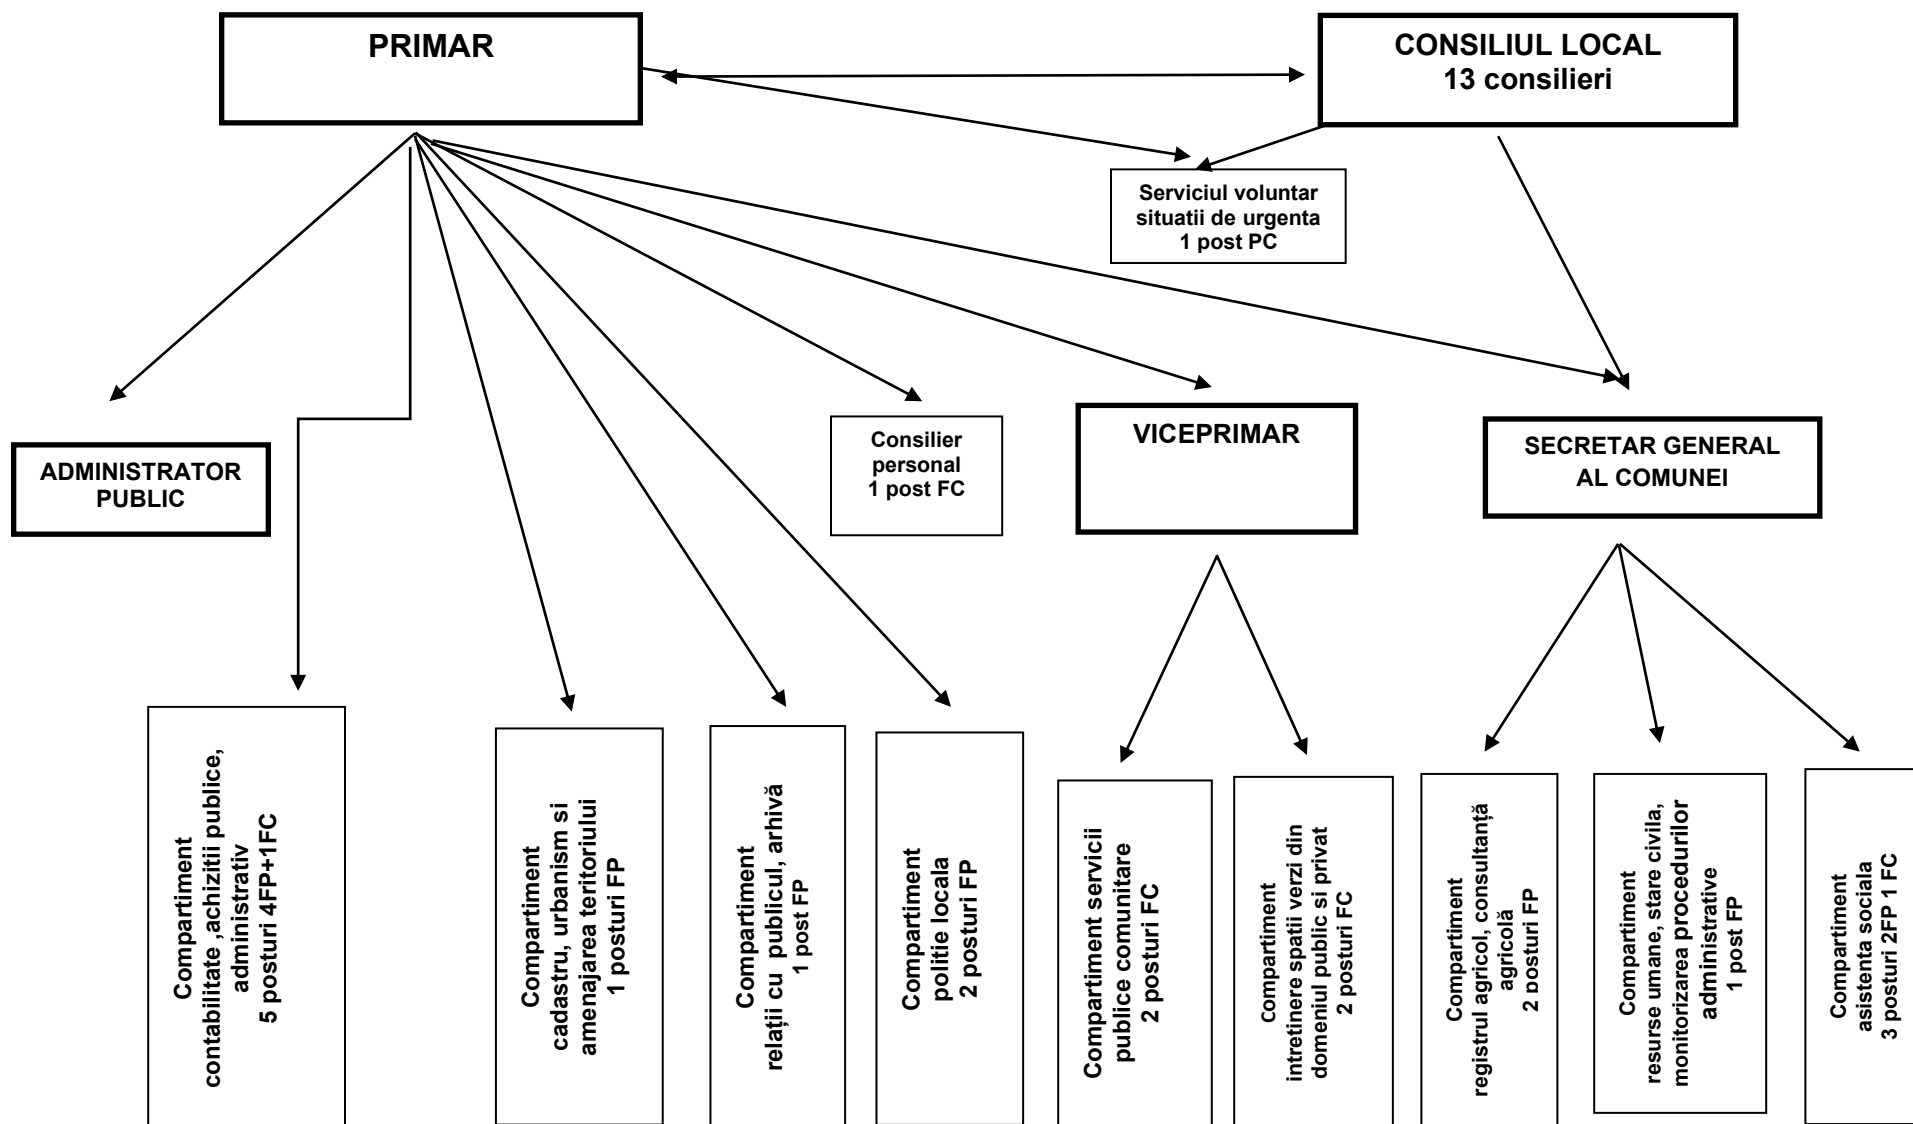 PRIMAR
CONSILIUL LOCAL
13 consilieri
Serviciul voluntar
situatii de urgenta
1 post PC
ADMINISTRATOR
PUBLIC
Consilier
personal
1 post FC
VICEPRIMAR
SECRETAR GENERAL
AL COMUNEI
Compartiment
contabilitate ,achizitii publice,
administrativ
5 posturi 4FP+1FC
Compartiment
cadastru, urbanism si
amenajarea teritoriului
1 posturi FP
Compartiment
relații cu publicul, arhivă
1 post FP
Compartiment
politie locala
2 posturi FP
Compartiment servicii
publice comunitare
2 posturi FC
Compartiment
intretinere spatii verzi din
domeniul public si privat
2 posturi FC
Compartiment
registrul agricol, consultanță
agricolă
2 posturi FP
Compartiment
resurse umane, stare civila,
monitorizarea procedurilor
administrative
1 post FP
Compartiment
asistenta sociala
3 posturi 2FP 1 FC